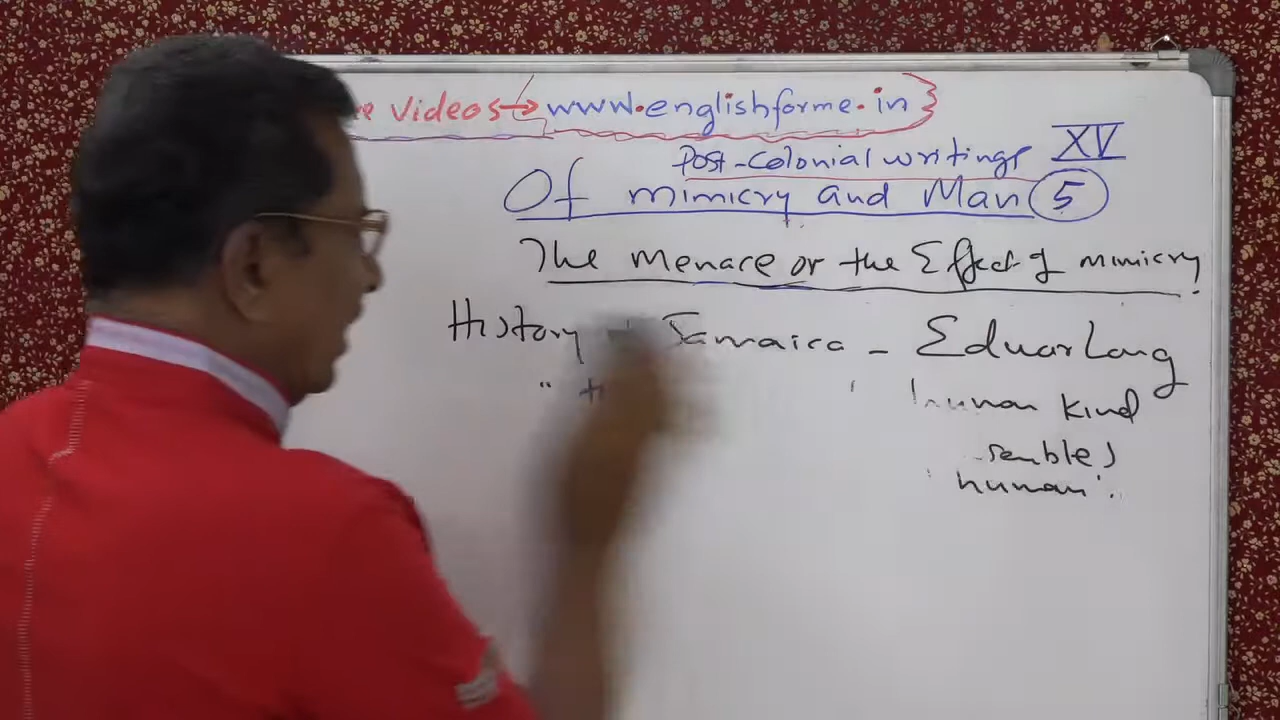 Videos → www.englishforme.in
Post-Colonial writings XV
Of mimicry and Man 5
The Menace or the Effect of mimicry
History Jamaica - Eduar Long
human kind
human'.